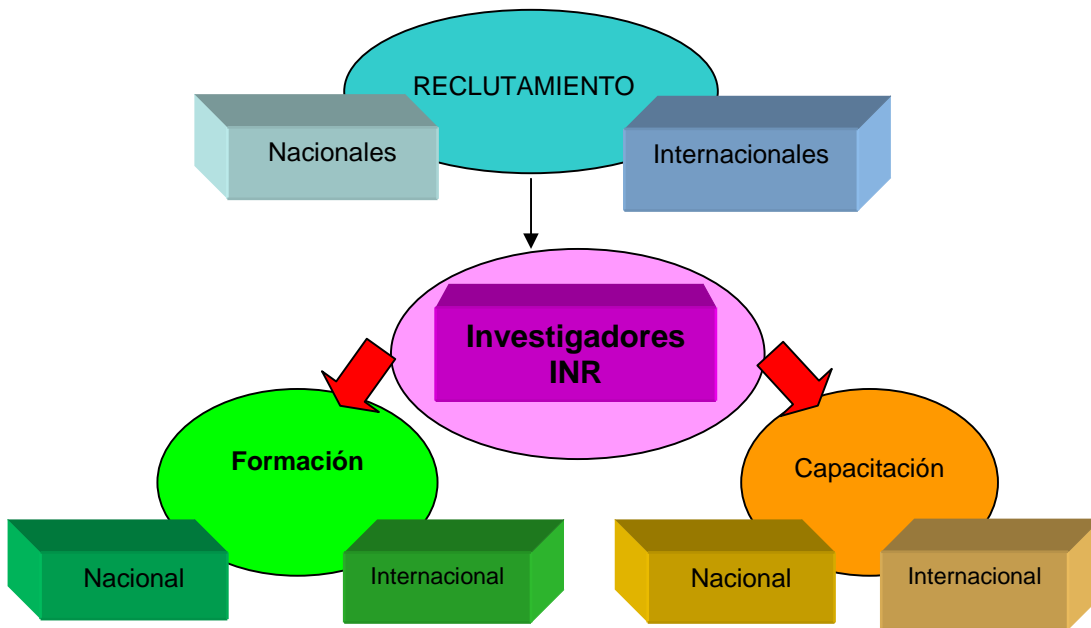 RECLUTAMIENTO
Nacionales
Internacionales
Investigadores
INR
Formación
Capacitación
Nacional
Internacional
Nacional
Internacional